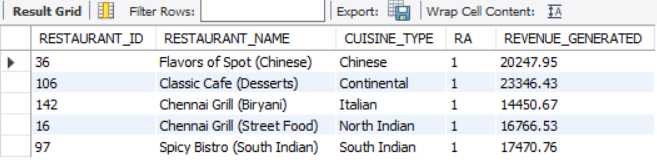 Result Grid Filter Rows: Export: Wrap Cell Content: IA
RESTAURANT_ID RESTAURANT_NAME CUISINE_TYPE RA REVENUE_GENERATED
36 Flavors of Spot (Chinese) Chinese 1 20247.95
106 Classic Cafe (Desserts) Continental 1 23346.43
142 Chennai Grill (Biryani) Italian 1 14450.67
16 Chennai Grill (Street Food) North Indian 1 16766.53
97 Spicy Bistro (South Indian) South Indian 1 17470.76